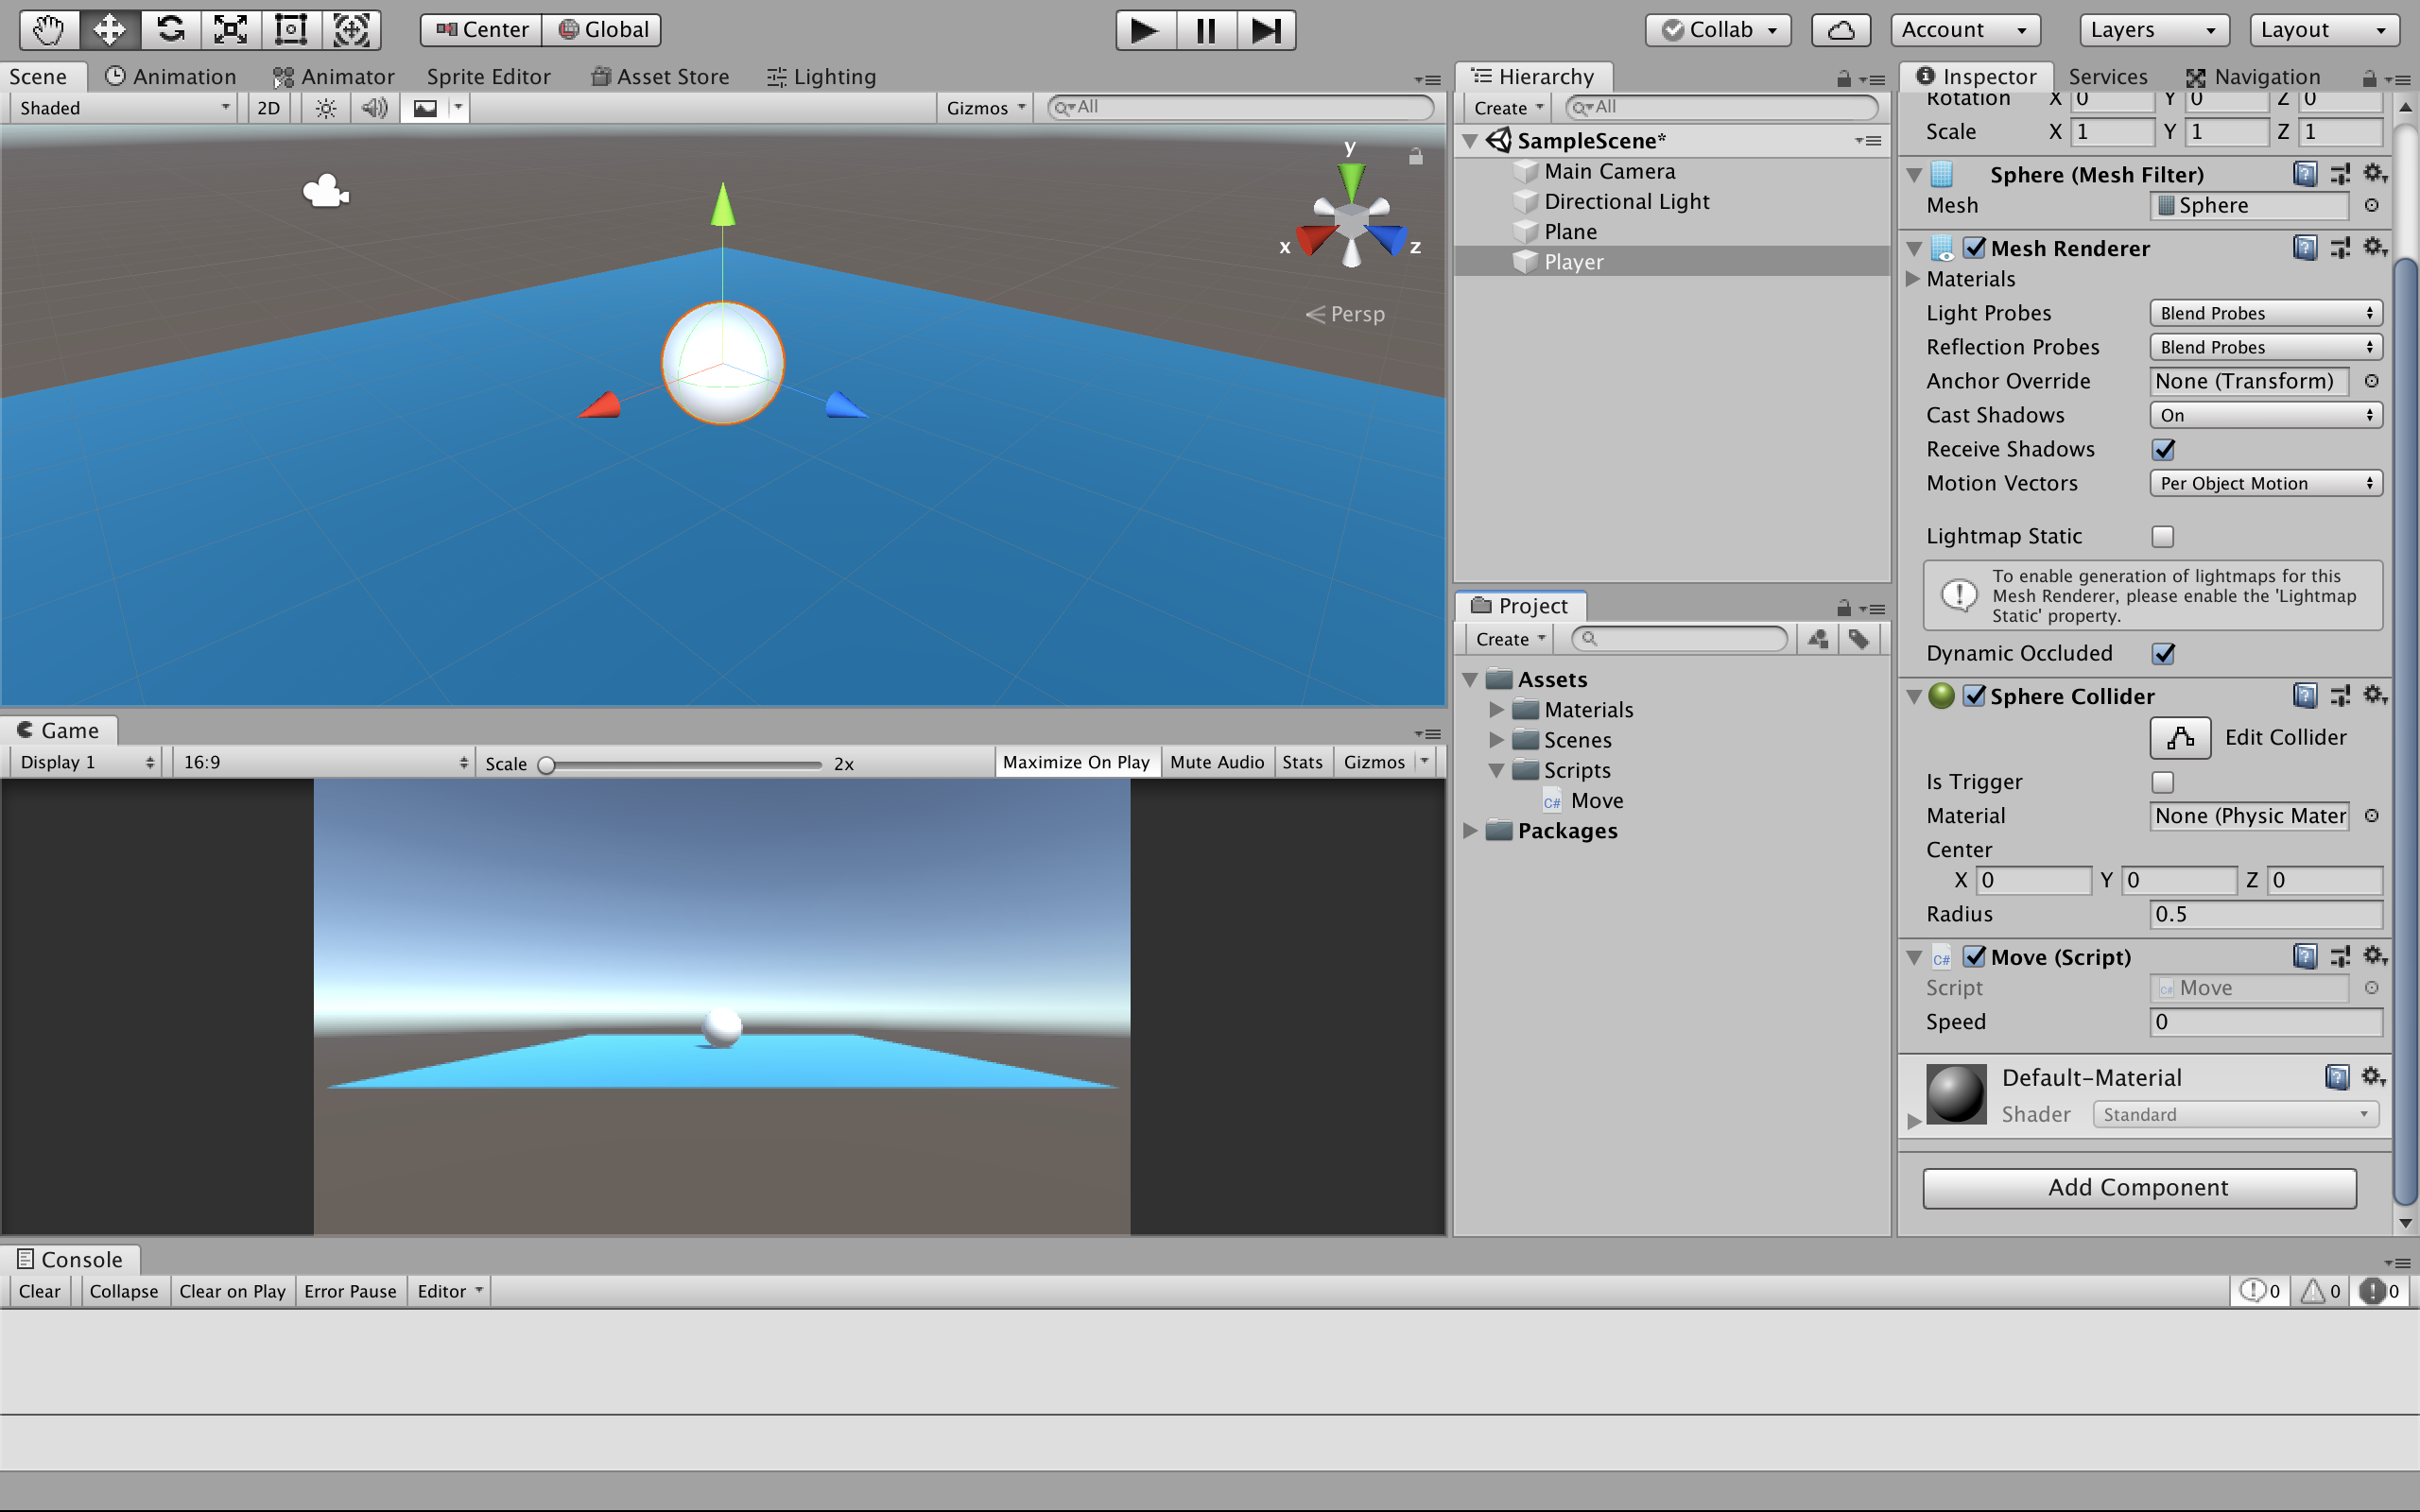 Center Global Collab Account Layers Layout
Scene Animation Animator Sprite Editor Asset Store Lighting
Shaded 2D Gizmos All
y
x z
Persp
Game
Display 1 16:9 Scale 2x Maximize On Play Mute Audio Stats Gizmos
Hierarchy
Create All
SampleScene*
Main Camera
Directional Light
Plane
Player
Project
Create
Assets
Materials
Scenes
Scripts
C# Move
Packages
Inspector Services Navigation
Rotation X 0 Y 0 Z 0
Scale X 1 Y 1 Z 1
Sphere (Mesh Filter)
Mesh Sphere
Mesh Renderer
Materials
Light Probes Blend Probes
Reflection Probes Blend Probes
Anchor Override None (Transform)
Cast Shadows On
Receive Shadows
Motion Vectors Per Object Motion
Lightmap Static
To enable generation of lightmaps for this
Mesh Renderer, please enable the 'Lightmap
Static' property.
Dynamic Occluded
Sphere Collider
Edit Collider
Is Trigger
Material None (Physic Mater
Center
X 0 Y 0 Z 0
Radius 0.5
C# Move (Script)
Script C# Move
Speed 0
Default-Material
Shader Standard
Add Component
Console
Clear Collapse Clear on Play Error Pause Editor 0 0 0